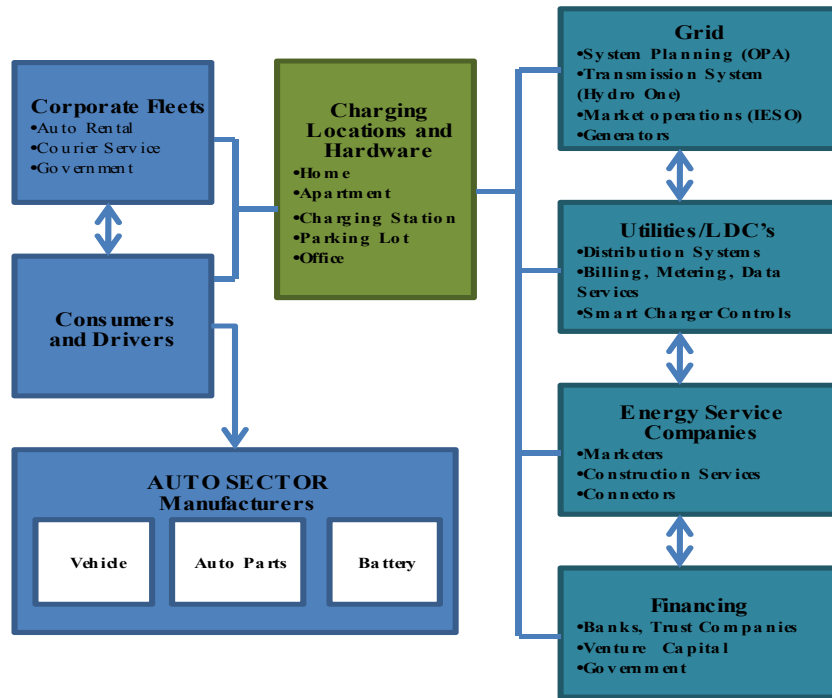 Corporate Fleets
•Auto Rental
•Courier Service
•Government
Consumers
and Drivers
AUTO SECTOR
Manufacturers
Vehicle
Auto Parts
Battery
Charging
Locations and
Hardware
•Home
•Apartment
•Charging Station
•Parking Lot
•Office
Grid
•System Planning (OPA)
•Transmission System
(Hydro One)
•Market operations (IESO)
•Generators
Utilities/LDC's
•Distribution Systems
•Billing, Metering, Data
Services
•Smart Charger Controls
Energy Service
Companies
•Marketers
•Construction Services
•Connectors
Financing
•Banks, Trust Companies
•Venture Capital
•Government